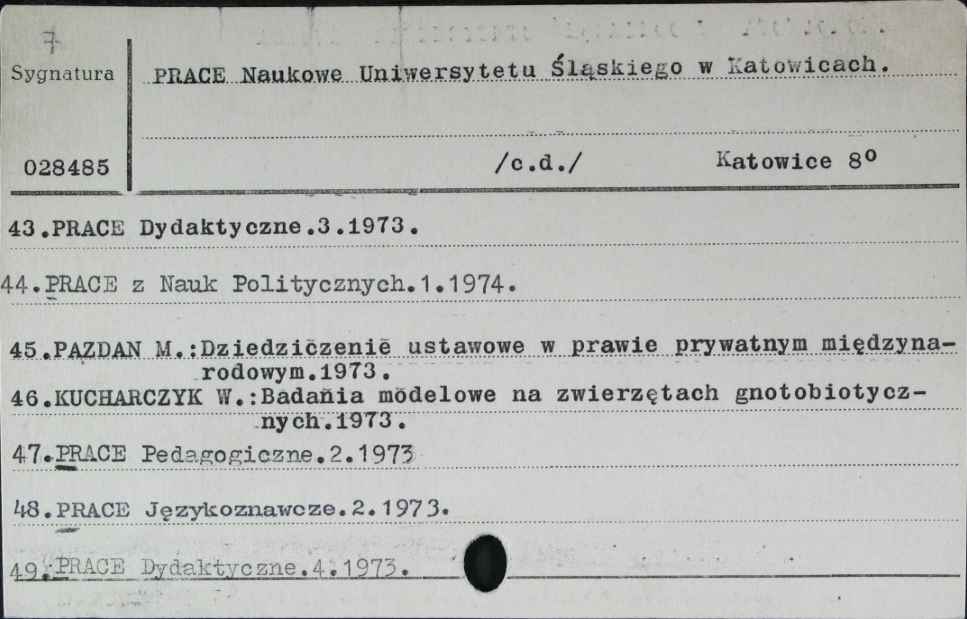 7
Sygnatura
PRACE Naukowe Uniwersytetu Śląskiego w Katowicach.
028485
/c.d./ Katowice 8º
43.PRACE Dydaktyczne.3.1973.
44.PRACE z Nauk Politycznych.1.1974.
45.PAZDAN M.:Dziedziczenie ustawowe w prawie prywatnym międzyna-
rodowym.1973.
46.KUCHARCZYK W.:Badania modelowe na zwierzętach gnotobiotycz-
nych.1973.
47.PRACE Pedagogiczne.2.1973
48.PRACE Językoznawcze.2.1973.
49.PRACE Dydaktyczne.4.1973.